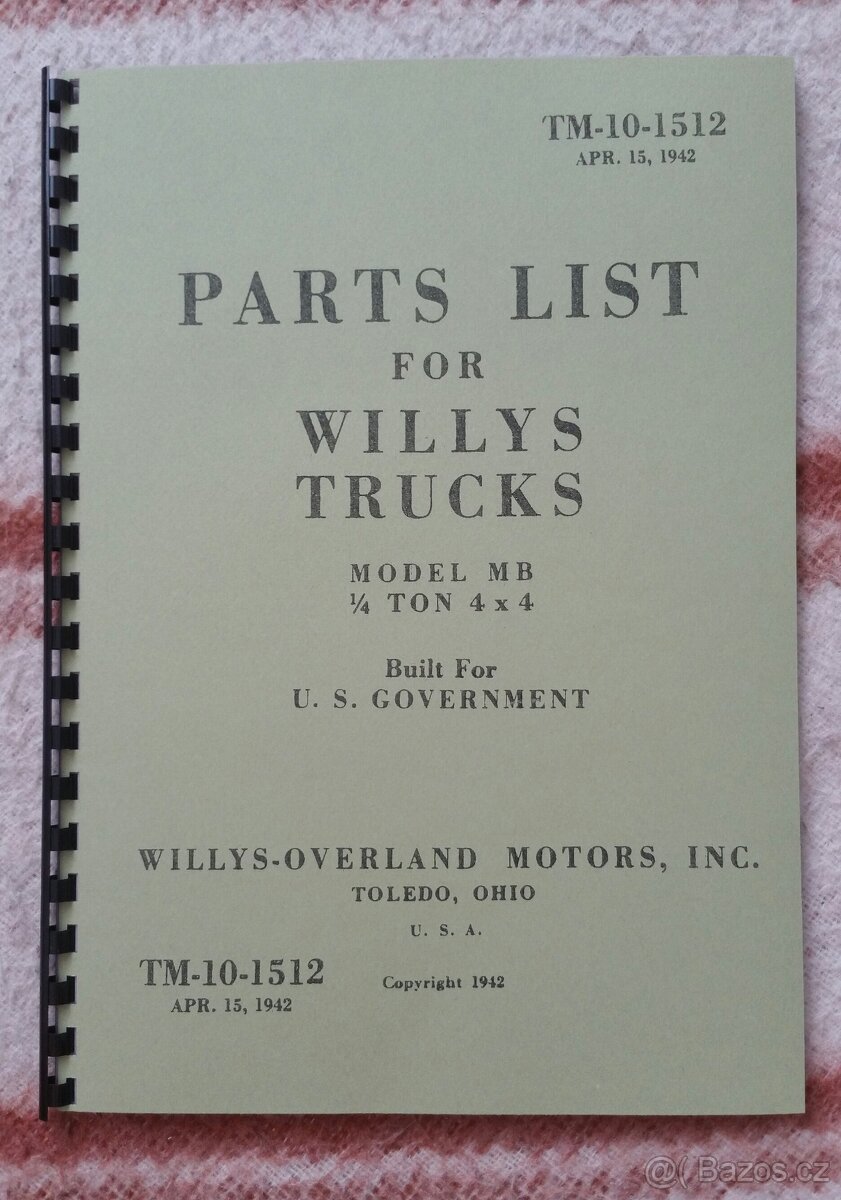 TM-10-1512
APR. 15, 1942
PARTS LIST
FOR
WILLYS
TRUCKS
MODEL MB
¼ TON 4 x 4
Built For
U. S. GOVERNMENT
WILLYS-OVERLAND MOTORS, INC.
TOLEDO, OHIO
U. S. A.
TM-10-1512
APR. 15, 1942
Copyright 1942
@( Bazos.cz